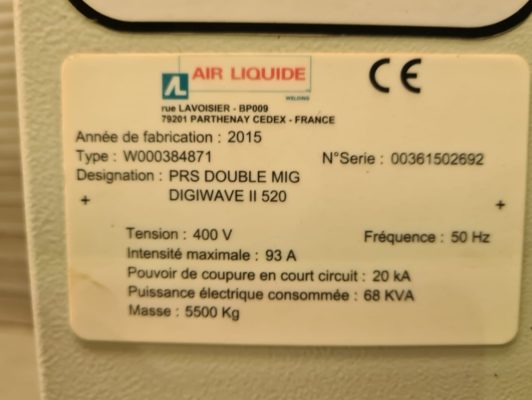 AIR LIQUIDE
WELDING
CE
rue LAVOISIER - BP009
79201 PARTHENAY CEDEX - FRANCE
Année de fabrication : 2015
Type : W000384871 N°Serie : 00361502692
Designation : PRS DOUBLE MIG
DIGIWAVE II 520
Tension : 400 V Fréquence : 50 Hz
Intensité maximale : 93 A
Pouvoir de coupure en court circuit : 20 kA
Puissance électrique consommée : 68 KVA
Masse : 5500 Kg